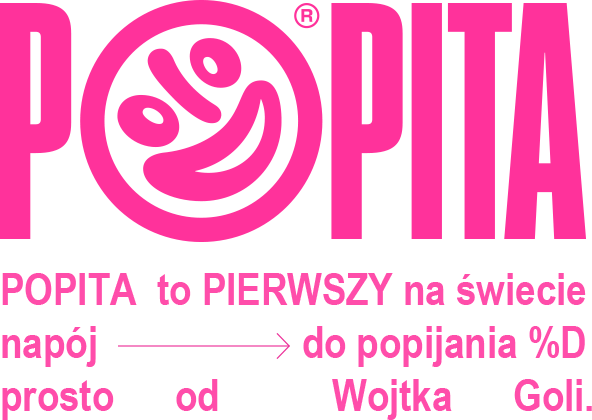 POPITA®
POPITA to PIERWSZY na świecie
napój → do popijania %D
prosto od Wojtka Goli.